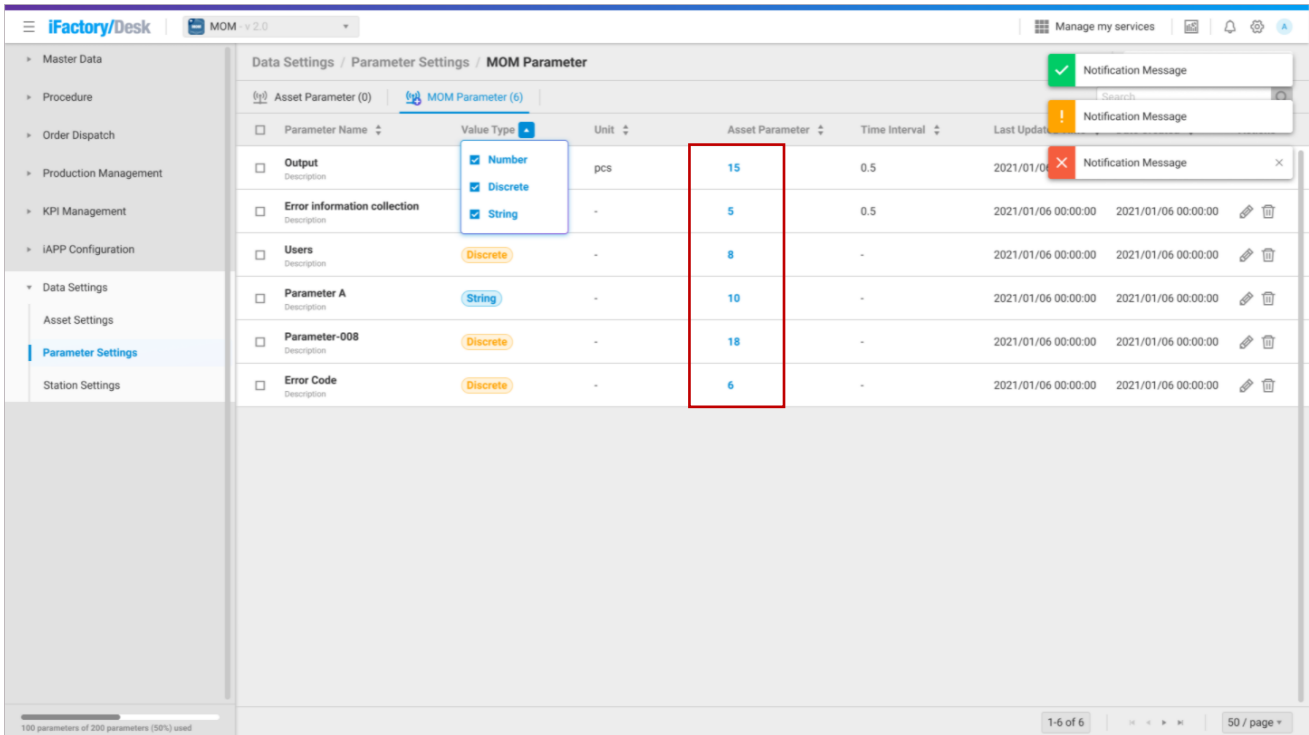 iFactory/Desk
MOM - v 2.0
Manage my services
A
Master Data
Procedure
Order Dispatch
Production Management
KPI Management
iAPP Configuration
Data Settings
Asset Settings
Parameter Settings
Station Settings
100 parameters of 200 parameters (50%) used
Data Settings / Parameter Settings / MOM Parameter
Asset Parameter (0)
MOM Parameter (6)
Search
Notification Message
Notification Message
Notification Message
Parameter Name Value Type Unit Asset Parameter Time Interval Last Updat
Number
Discrete
String
Output
Description
pcs 15 0.5 2021/01/0
Error information collection
Description
- 5 0.5 2021/01/06 00:00:00 2021/01/06 00:00:00
Users
Description
Discrete - 8 - 2021/01/06 00:00:00 2021/01/06 00:00:00
Parameter A
Description
String - 10 - 2021/01/06 00:00:00 2021/01/06 00:00:00
Parameter-008
Description
Discrete - 18 - 2021/01/06 00:00:00 2021/01/06 00:00:00
Error Code
Description
Discrete - 6 - 2021/01/06 00:00:00 2021/01/06 00:00:00
1-6 of 6
50 / page